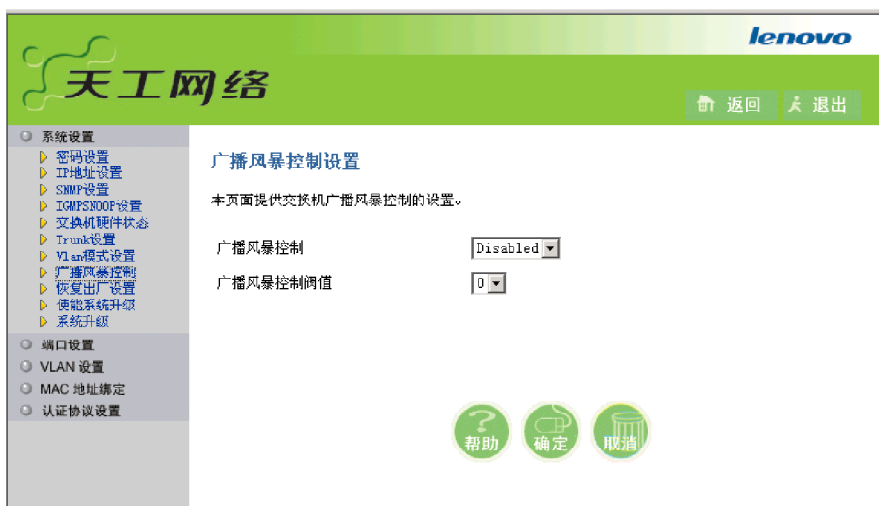 lenovo
天工网络
返回 退出
系统设置
密码设置
IP地址设置
SNMP设置
IGMPSNOOP设置
交换机硬件状态
Trunk设置
Vlan模式设置
广播风暴控制
恢复出厂设置
使能系统升级
系统升级
端口设置
VLAN 设置
MAC 地址绑定
认证协议设置
广播风暴控制设置
本页面提供交换机广播风暴控制的设置。
广播风暴控制 Disabled
广播风暴控制阀值 0
帮助 确定 取消